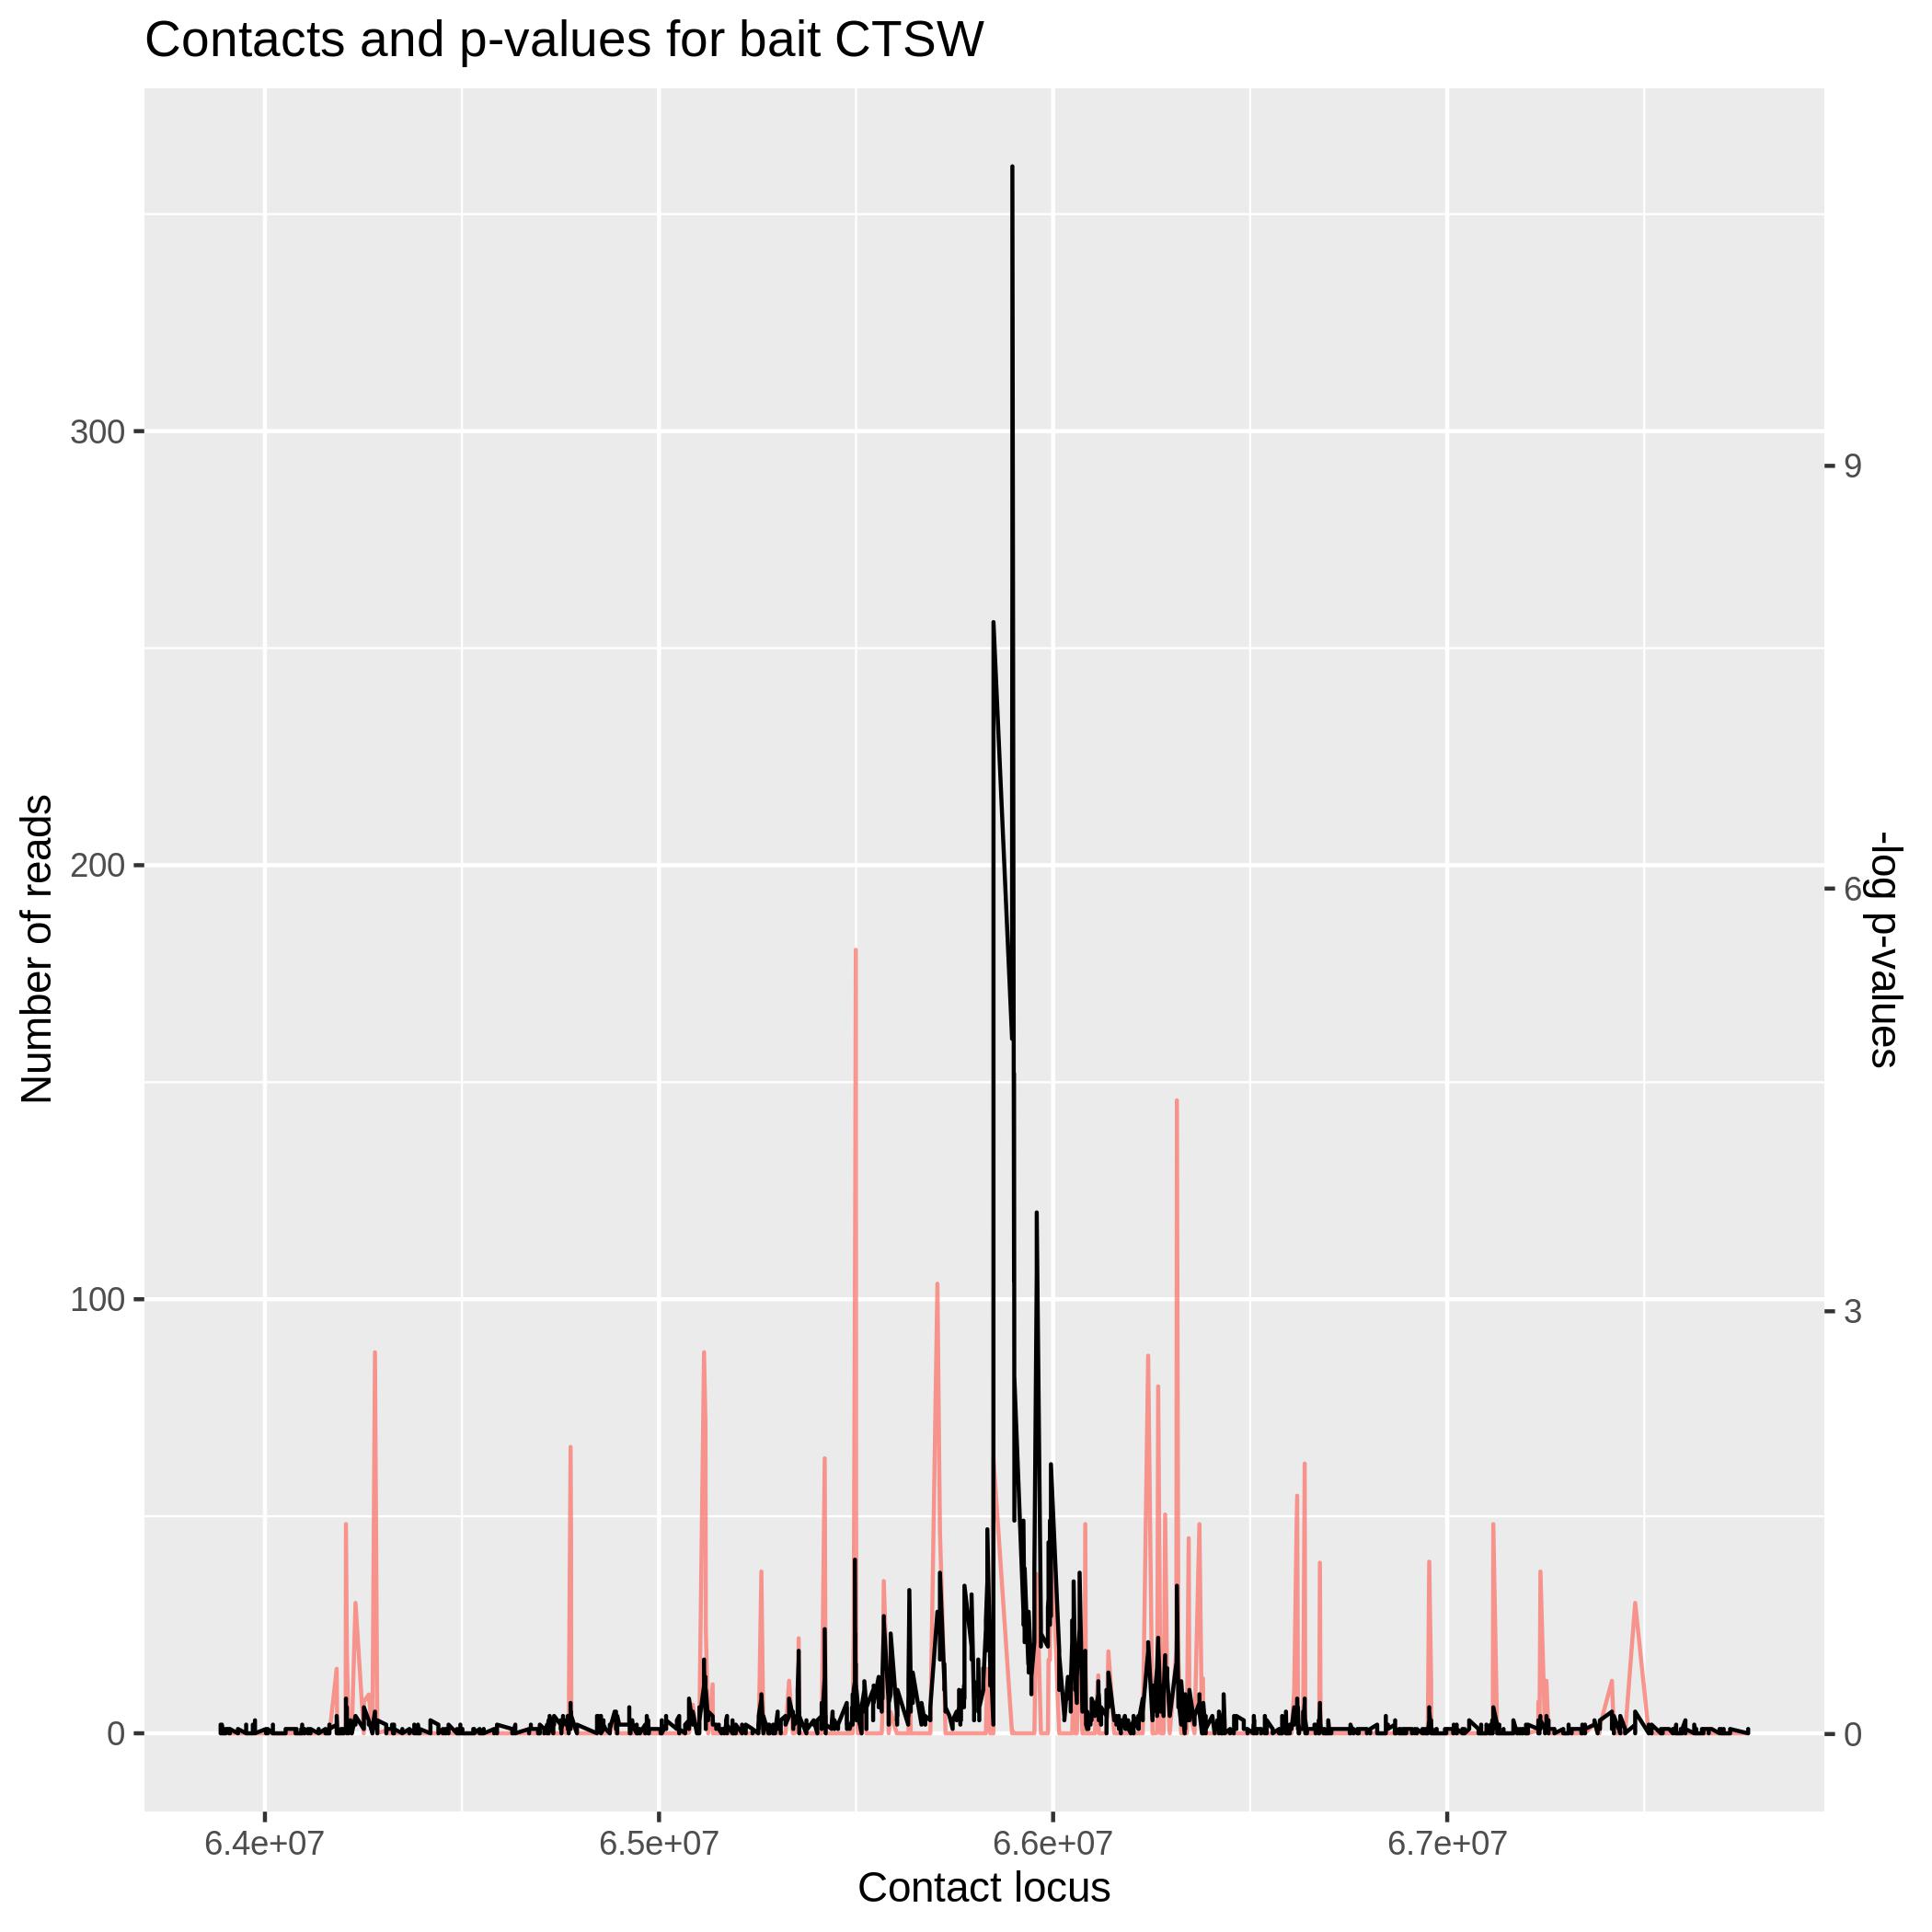 Contacts and p-values for bait CTSW
Number of reads
300
200
100
0
9
6
3
0
-log p-values
6.4e+07 6.5e+07 6.6e+07 6.7e+07
Contact locus